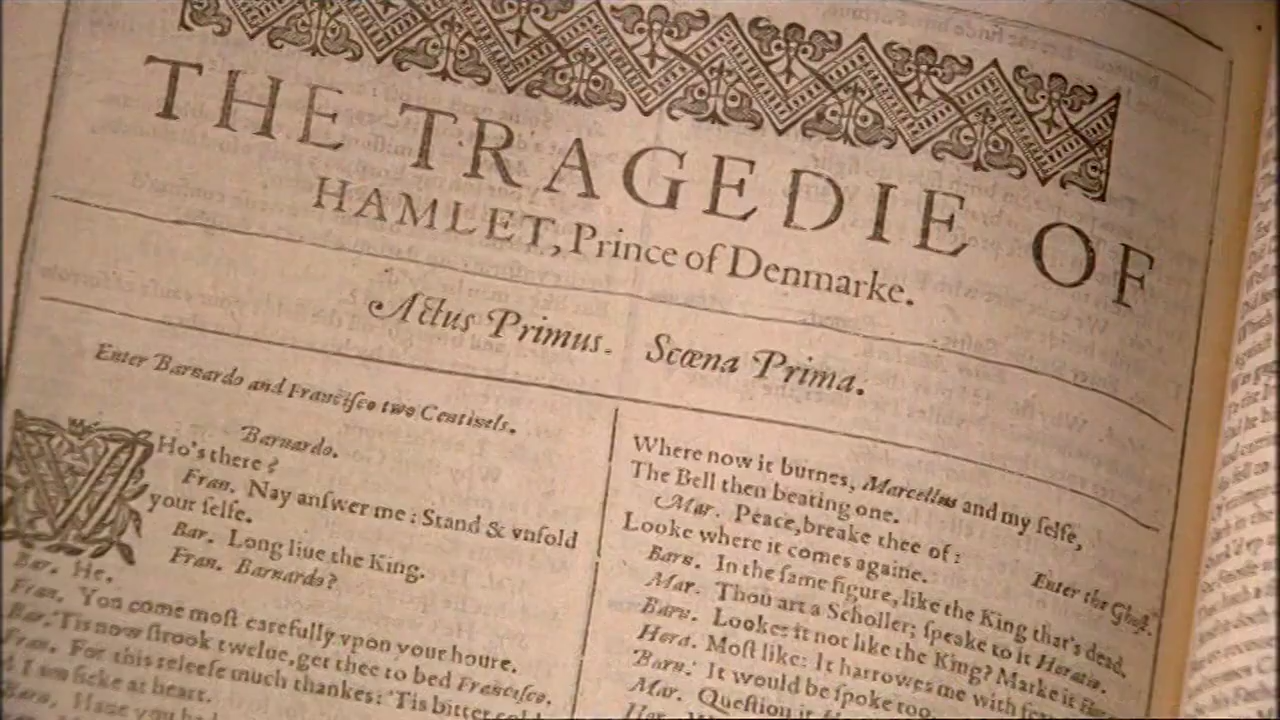 THE TRAGEDIE OF
HAMLET, Prince of Denmarke.
Actus Primus. Scœna Prima.
Enter Barnardo and Francisco two Centinels.
Barnardo.
WHo's there?
Fran. Nay anſwer me: Stand & vnfold
your ſelfe.
Bar. Long liue the King.
Fran. Barnardo?
Bar. He.
Fran. You come moſt carefully vpon your houre.
Bar. 'Tis now ſtrook twelue, get thee to bed Franciſco.
Fran. For this releefe much thankes: 'Tis bitter cold
I am ſicke at heart.
Barn. Haue you had
Where now it burnes, Marcellus and my ſelfe,
The Bell then beating one.
Mar. Peace, breake thee of:
Enter the Ghoſt.
Looke where it comes againe.
Barn. In the ſame figure, like the King that's dead.
Mar. Thou art a Scholler; ſpeake to it Horatio.
Barn. Lookes it not like the King? Marke it
Hora. Moſt like: It harrowes me with
Barn. It would be ſpoke too.
Mar. Queſtion it
Hor.